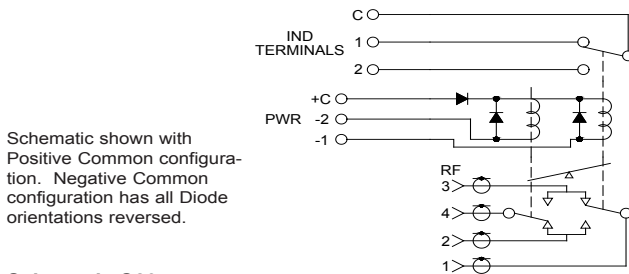 C
IND
1
TERMINALS
2
+C
PWR -2
-1
Schematic shown with
Positive Common configura-
tion. Negative Common
configuration has all Diode
orientations reversed.
RF
3
4
2
1